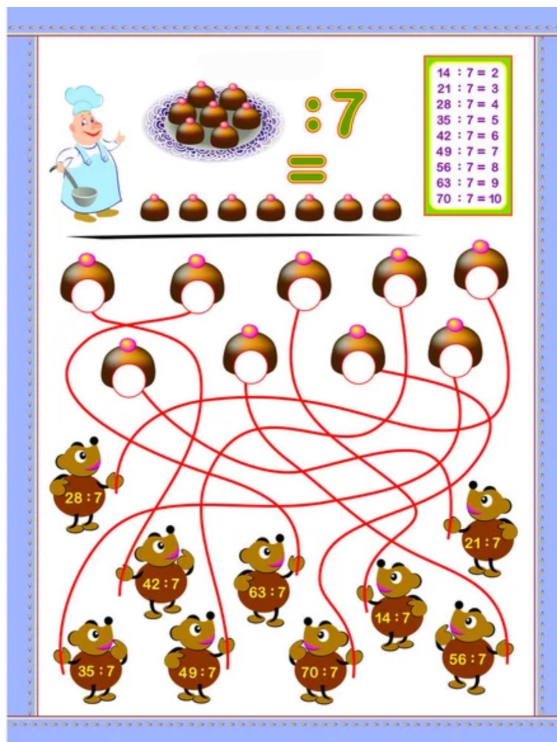 : 7
=
14 : 7 = 2
21 : 7 = 3
28 : 7 = 4
35 : 7 = 5
42 : 7 = 6
49 : 7 = 7
56 : 7 = 8
63 : 7 = 9
70 : 7 = 10
28 : 7
21 : 7
42 : 7
63 : 7
14 : 7
35 : 7
49 : 7
70 : 7
56 : 7